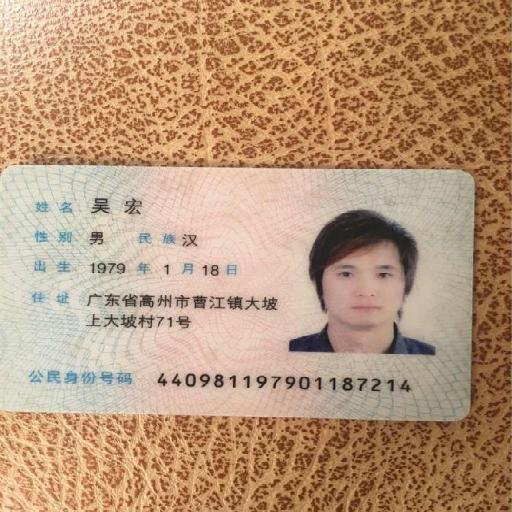 姓名 吴宏
性别 男 民族 汉
出生 1979 年 1 月 18 日
住址 广东省高州市曹江镇大坡
上大坡村71号
公民身份号码 440981197901187214